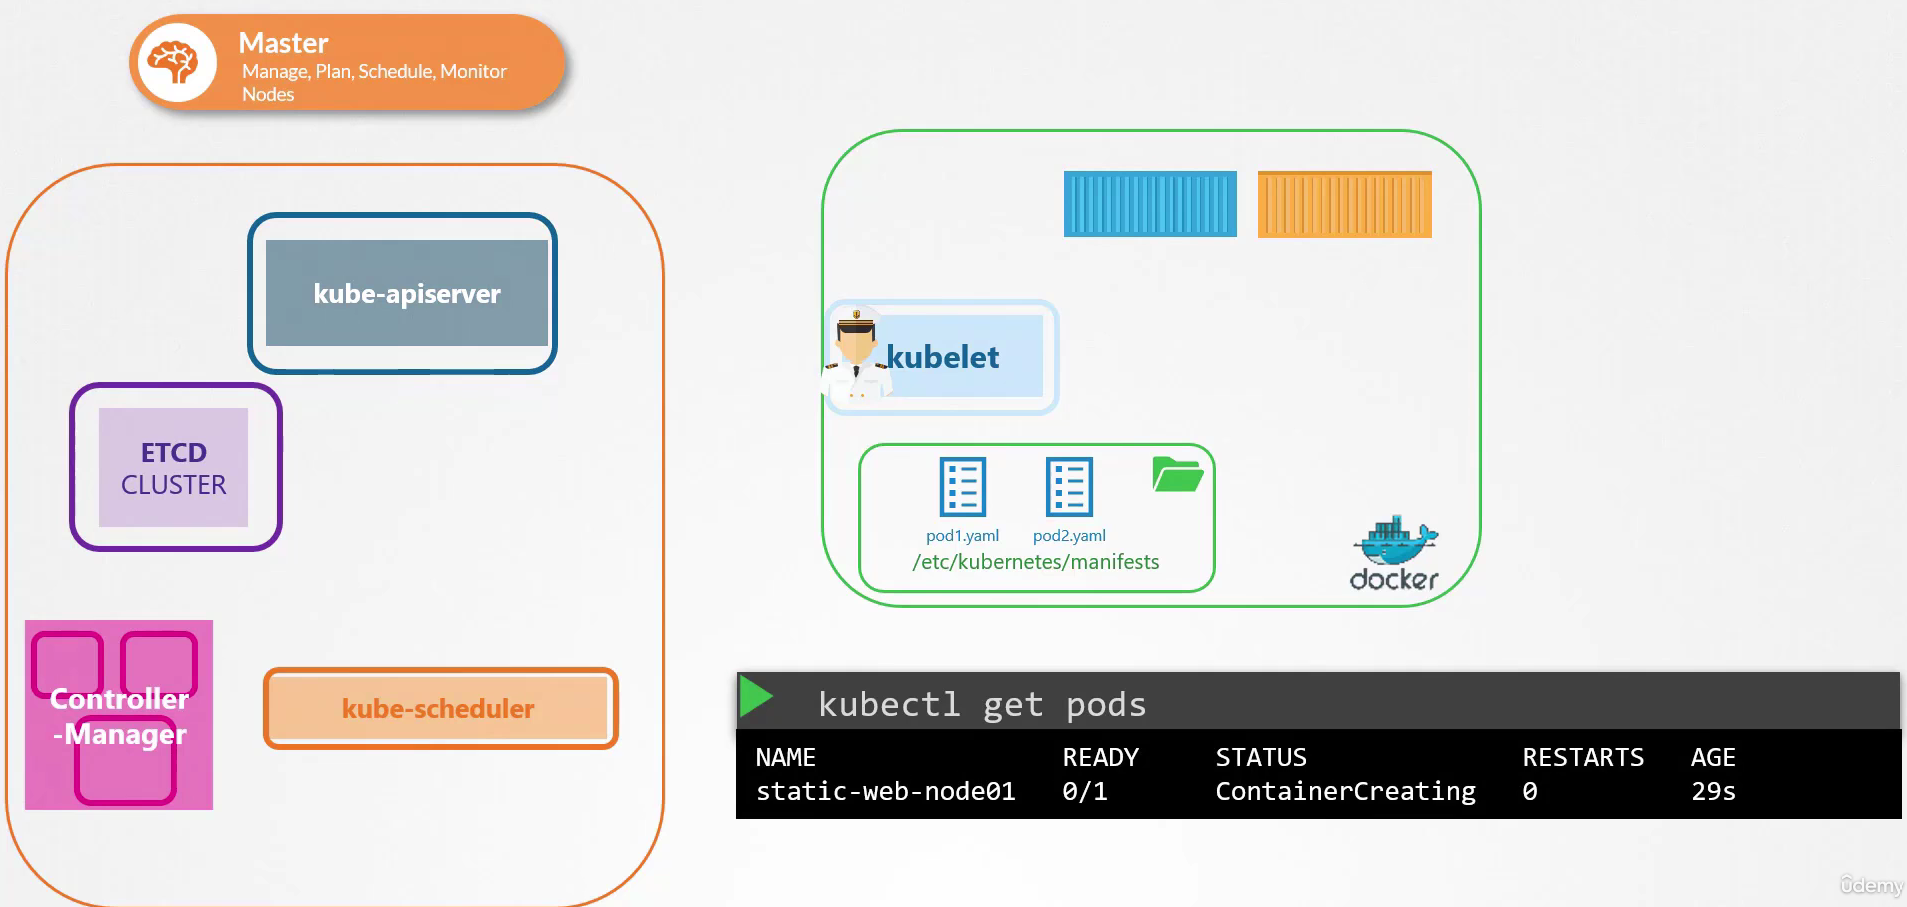 Master
Manage, Plan, Schedule, Monitor
Nodes
kube-apiserver
ETCD
CLUSTER
Controller
-Manager
kube-scheduler
kubelet
pod1.yaml
pod2.yaml
/etc/kubernetes/manifests
docker
kubectl get pods
NAME READY STATUS RESTARTS AGE
static-web-node01 0/1 ContainerCreating 0 29s
ûdemy